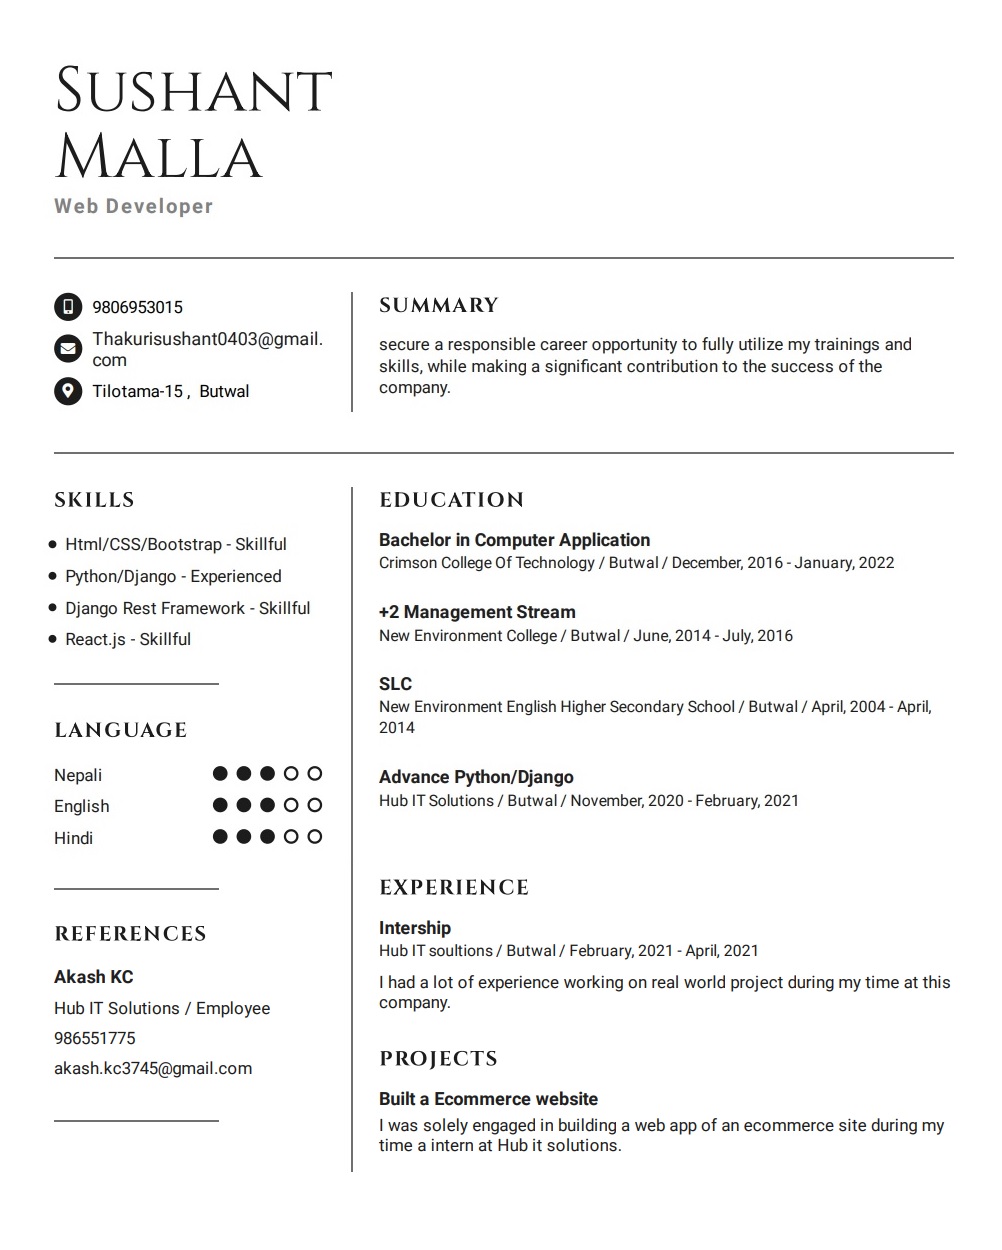 SUSHANT
MALLA
Web Developer
9806953015
Thakurisushant0403@gmail.
com
Tilotama-15 ,  Butwal
SUMMARY
secure a responsible career opportunity to fully utilize my trainings and
skills, while making a significant contribution to the success of the
company.
SKILLS
Html/CSS/Bootstrap - Skillful
Python/Django - Experienced
Django Rest Framework - Skillful
React.js - Skillful
LANGUAGE
Nepali
English
Hindi
REFERENCES
Akash KC
Hub IT Solutions / Employee
986551775
akash.kc3745@gmail.com
EDUCATION
Bachelor in Computer Application
Crimson College Of Technology / Butwal / December, 2016 - January, 2022
+2 Management Stream
New Environment College / Butwal / June, 2014 - July, 2016
SLC
New Environment English Higher Secondary School / Butwal / April, 2004 - April,
2014
Advance Python/Django
Hub IT Solutions / Butwal / November, 2020 - February, 2021
EXPERIENCE
Intership
Hub IT soultions / Butwal / February, 2021 - April, 2021
I had a lot of experience working on real world project during my time at this
company.
PROJECTS
Built a Ecommerce website
I was solely engaged in building a web app of an ecommerce site during my
time a intern at Hub it solutions.